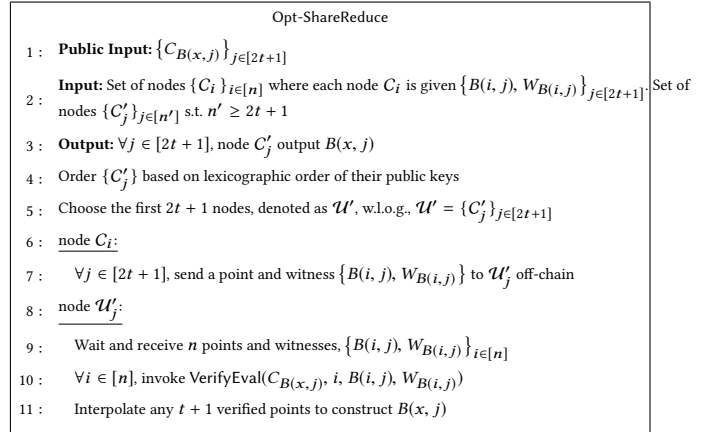 Opt-ShareReduce
1 : Public Input: {C_{B(x,j)}}_{j∈[2t+1]}
2 : Input: Set of nodes {𝒞_i}_{i∈[n]} where each node 𝒞_i is given {B(i, j), W_{B(i,j)}}_{j∈[2t+1]}. Set of
nodes {𝒞′_j}_{j∈[n′]} s.t. n′ ≥ 2t + 1
3 : Output: ∀j ∈ [2t + 1], node 𝒞′_j output B(x, j)
4 : Order {𝒞′_j} based on lexicographic order of their public keys
5 : Choose the first 2t + 1 nodes, denoted as 𝒰′, w.l.o.g., 𝒰′ = {𝒞′_j}_{j∈[2t+1]}
6 : node 𝒞_i:
7 : ∀j ∈ [2t + 1], send a point and witness {B(i, j), W_{B(i,j)}} to 𝒰′_j off-chain
8 : node 𝒰′_j:
9 : Wait and receive n points and witnesses, {B(i, j), W_{B(i,j)}}_{i∈[n]}
10 : ∀i ∈ [n], invoke VerifyEval(C_{B(x,j)}, i, B(i, j), W_{B(i,j)})
11 : Interpolate any t + 1 verified points to construct B(x, j)